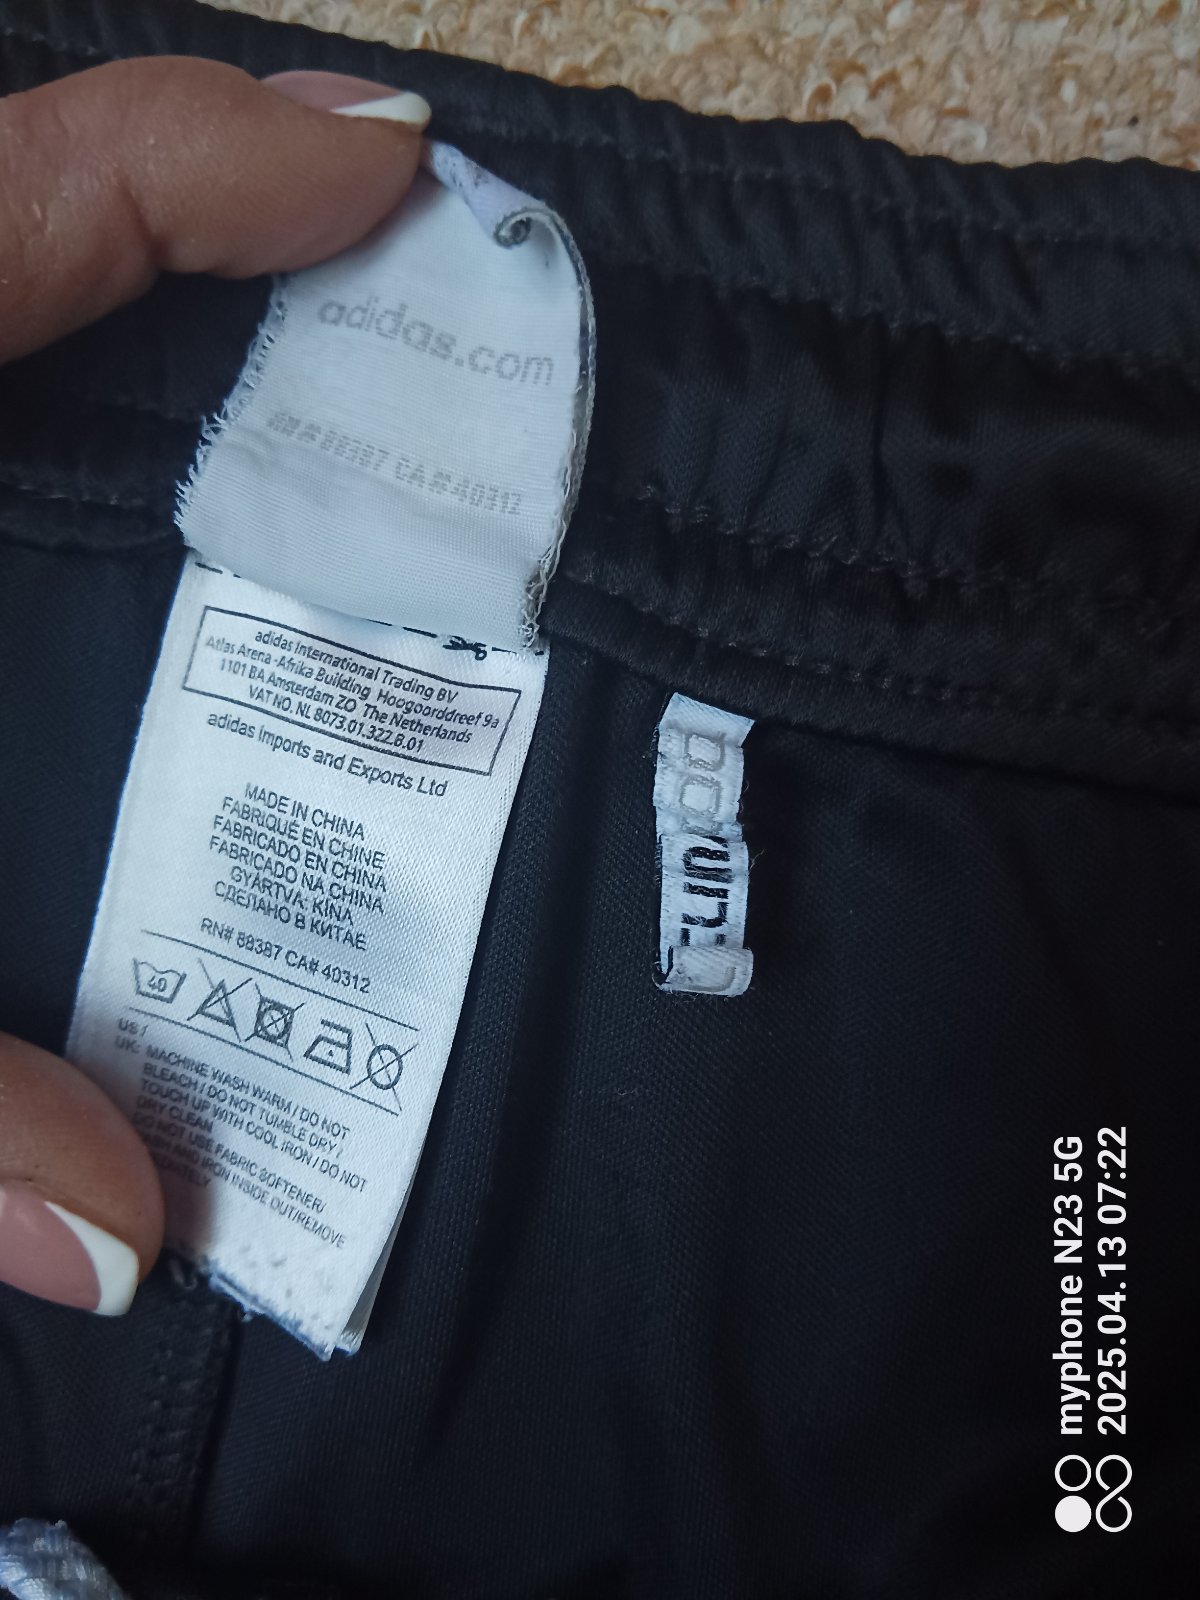 adidas.com
RN#88387 CA#40312
adidas International Trading BV
Atlas Arena -Afrika Building Hoogoorddreef 9a
1101 BA Amsterdam ZO The Netherlands
VAT NO. NL 8073.01.322.B.01
adidas Imports and Exports Ltd
MADE IN CHINA
FABRIQUÉ EN CHINE
FABRICADO EN CHINA
FABRICADO NA CHINA
GYÁRTVA: KÍNA
СДЕЛАНО В КИТАЕ
RN# 88387 CA# 40312
40
US /
UK: MACHINE WASH WARM / DO NOT
BLEACH / DO NOT TUMBLE DRY /
TOUCH UP WITH COOL IRON / DO NOT
DRY CLEAN
DO NOT USE FABRIC SOFTENER/
WASH AND IRON INSIDE OUT/REMOVE
myphone N23 5G
2025.04.13 07:22